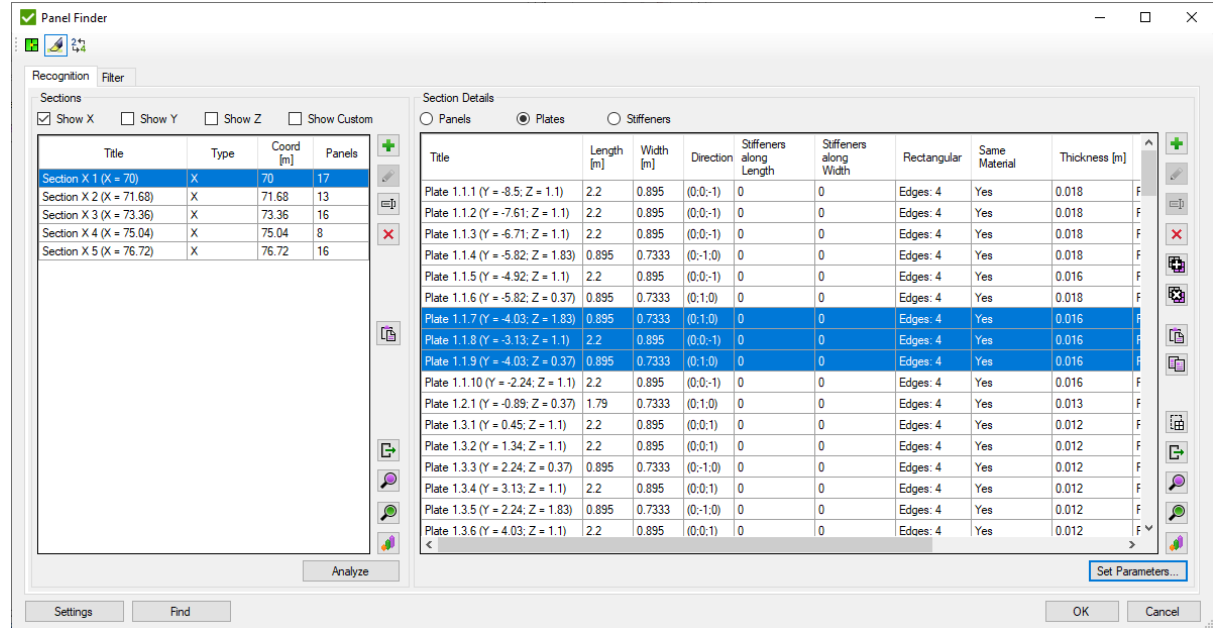 Panel Finder
Recognition Filter
Sections
Show X Show Y Show Z Show Custom
Title Type Coord [m] Panels
Section X 1 (X = 70) X 70 17
Section X 2 (X = 71.68) X 71.68 13
Section X 3 (X = 73.36) X 73.36 16
Section X 4 (X = 75.04) X 75.04 8
Section X 5 (X = 76.72) X 76.72 16
Analyze
Section Details
Panels Plates Stiffeners
Title Length [m] Width [m] Direction Stiffeners along Length Stiffeners along Width Rectangular Same Material Thickness [m]
Plate 1.1.1 (Y = -8.5; Z = 1.1) 2.2 0.895 (0;0;-1) 0 0 Edges: 4 Yes 0.018 F
Plate 1.1.2 (Y = -7.61; Z = 1.1) 2.2 0.895 (0;0;-1) 0 0 Edges: 4 Yes 0.018 F
Plate 1.1.3 (Y = -6.71; Z = 1.1) 2.2 0.895 (0;0;-1) 0 0 Edges: 4 Yes 0.018 F
Plate 1.1.4 (Y = -5.82; Z = 1.83) 0.895 0.7333 (0;-1;0) 0 0 Edges: 4 Yes 0.018 F
Plate 1.1.5 (Y = -4.92; Z = 1.1) 2.2 0.895 (0;0;-1) 0 0 Edges: 4 Yes 0.016 F
Plate 1.1.6 (Y = -5.82; Z = 0.37) 0.895 0.7333 (0;1;0) 0 0 Edges: 4 Yes 0.018 F
Plate 1.1.7 (Y = -4.03; Z = 1.83) 0.895 0.7333 (0;1;0) 0 0 Edges: 4 Yes 0.016 F
Plate 1.1.8 (Y = -3.13; Z = 1.1) 2.2 0.895 (0;0;-1) 0 0 Edges: 4 Yes 0.016 F
Plate 1.1.9 (Y = -4.03; Z = 0.37) 0.895 0.7333 (0;1;0) 0 0 Edges: 4 Yes 0.016 F
Plate 1.1.10 (Y = -2.24; Z = 1.1) 2.2 0.895 (0;0;-1) 0 0 Edges: 4 Yes 0.016 F
Plate 1.2.1 (Y = -0.89; Z = 0.37) 1.79 0.7333 (0;1;0) 0 0 Edges: 4 Yes 0.013 F
Plate 1.3.1 (Y = 0.45; Z = 1.1) 2.2 0.895 (0;0;1) 0 0 Edges: 4 Yes 0.012 F
Plate 1.3.2 (Y = 1.34; Z = 1.1) 2.2 0.895 (0;0;1) 0 0 Edges: 4 Yes 0.012 F
Plate 1.3.3 (Y = 2.24; Z = 0.37) 0.895 0.7333 (0;-1;0) 0 0 Edges: 4 Yes 0.012 F
Plate 1.3.4 (Y = 3.13; Z = 1.1) 2.2 0.895 (0;0;1) 0 0 Edges: 4 Yes 0.012 F
Plate 1.3.5 (Y = 2.24; Z = 1.83) 0.895 0.7333 (0;-1;0) 0 0 Edges: 4 Yes 0.012 F
Plate 1.3.6 (Y = 4.03; Z = 1.1) 2.2 0.895 (0;0;1) 0 0 Edges: 4 Yes 0.012 F
Set Parameters...
Settings Find OK Cancel